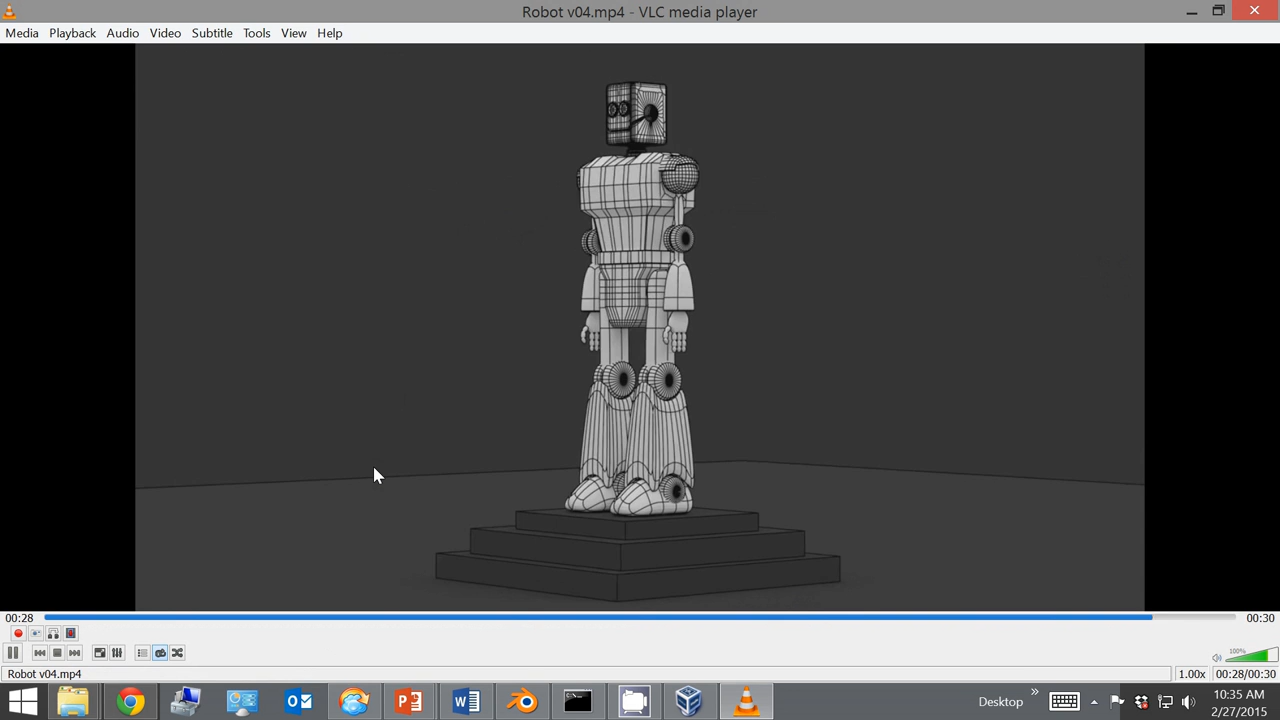 Robot v04.mp4 - VLC media player
Media Playback Audio Video Subtitle Tools View Help
00:28 00:30
100%
Robot v04.mp4 1.00x 00:28/00:30
Desktop 10:35 AM
2/27/2015